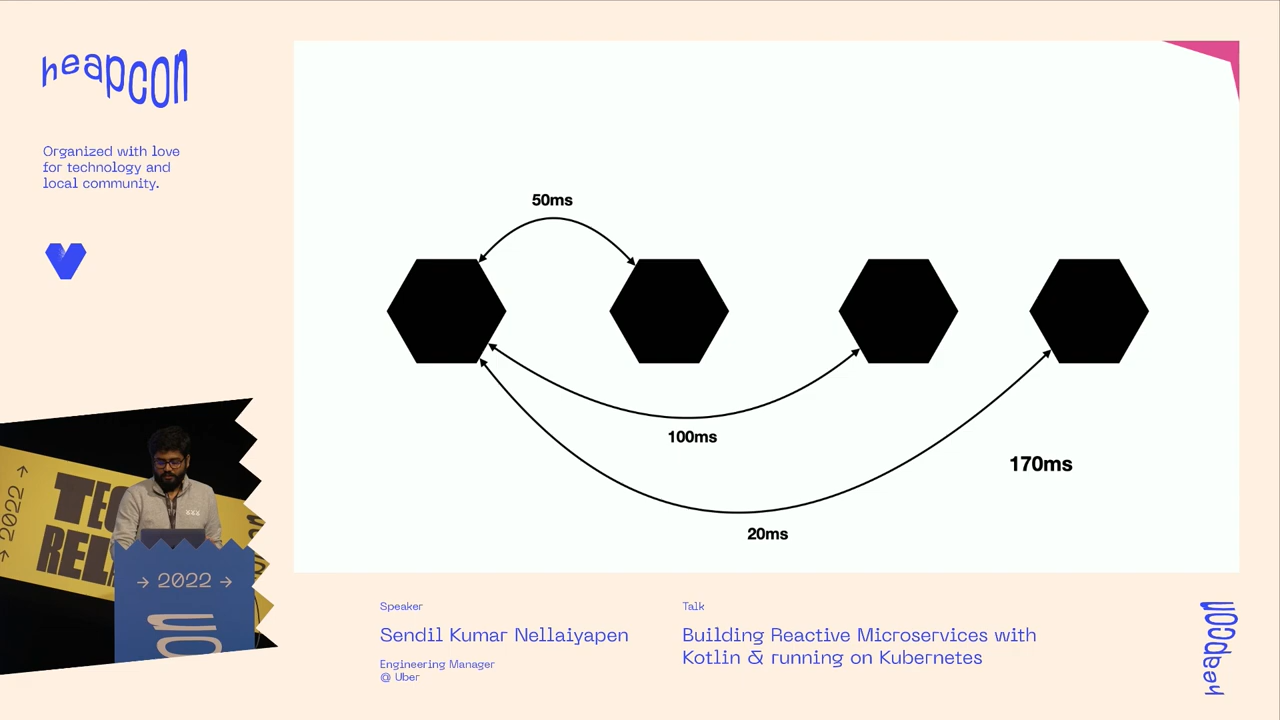 heapcon
Organized with love
for technology and
local community.
50ms
100ms
170ms
20ms
→ 2022 →
→ 2022 →
Speaker
Sendil Kumar Nellaiyapen
Engineering Manager
@ Uber
Talk
Building Reactive Microservices with
Kotlin & running on Kubernetes
heapcon